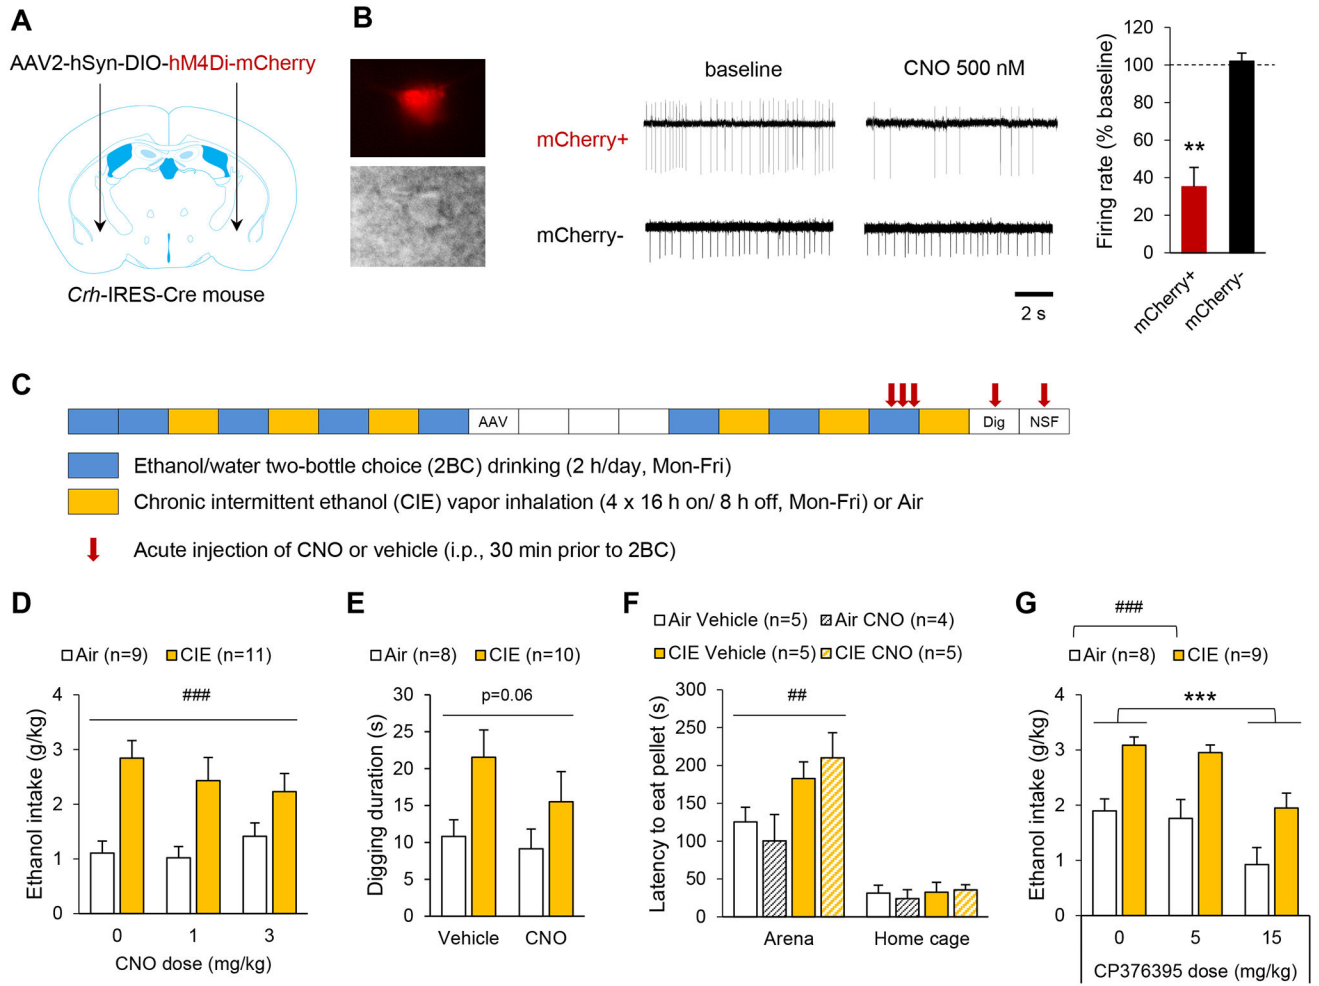 A
AAV2-hSyn-DIO-hM4Di-mCherry
Crh-IRES-Cre mouse
B
baseline
CNO 500 nM
mCherry+
mCherry-
2 s
Firing rate (% baseline)
120
100
80
60
40
20
0
**
mCherry+
mCherry-
C
AAV
Dig
NSF
Ethanol/water two-bottle choice (2BC) drinking (2 h/day, Mon-Fri)
Chronic intermittent ethanol (CIE) vapor inhalation (4 x 16 h on/ 8 h off, Mon-Fri) or Air
Acute injection of CNO or vehicle (i.p., 30 min prior to 2BC)
D
Air (n=9)
CIE (n=11)
###
Ethanol intake (g/kg)
4
3
2
1
0
0
1
3
CNO dose (mg/kg)
E
Air (n=8)
CIE (n=10)
p=0.06
Digging duration (s)
30
25
20
15
10
5
0
Vehicle
CNO
F
Air Vehicle (n=5)
Air CNO (n=4)
CIE Vehicle (n=5)
CIE CNO (n=5)
##
Latency to eat pellet (s)
300
250
200
150
100
50
0
Arena
Home cage
G
###
Air (n=8)
CIE (n=9)
***
Ethanol intake (g/kg)
4
3
2
1
0
0
5
15
CP376395 dose (mg/kg)